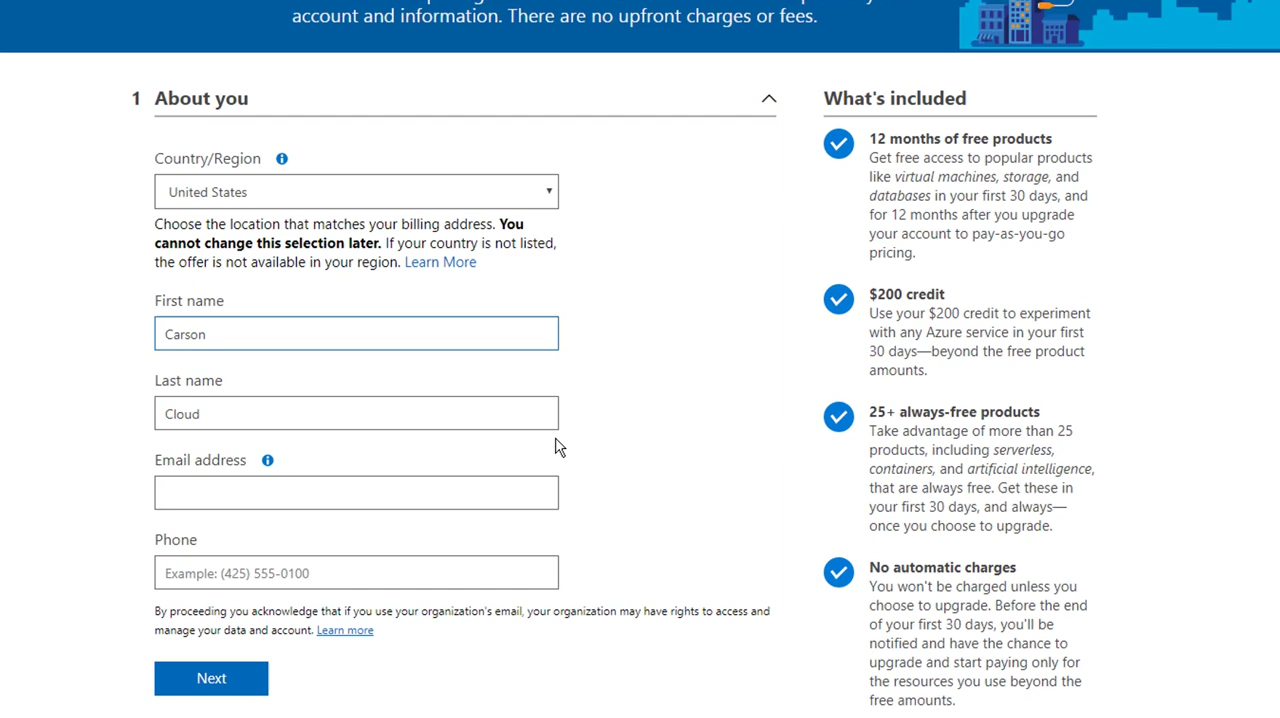 account and information. There are no upfront charges or fees.
1 About you
Country/Region
United States
Choose the location that matches your billing address. You
cannot change this selection later. If your country is not listed,
the offer is not available in your region. Learn More
First name
Carson
Last name
Cloud
Email address
Phone
Example: (425) 555-0100
By proceeding you acknowledge that if you use your organization's email, your organization may have rights to access and
manage your data and account. Learn more
Next
What's included
12 months of free products
Get free access to popular products
like virtual machines, storage, and
databases in your first 30 days, and
for 12 months after you upgrade
your account to pay-as-you-go
pricing.
$200 credit
Use your $200 credit to experiment
with any Azure service in your first
30 days—beyond the free product
amounts.
25+ always-free products
Take advantage of more than 25
products, including serverless,
containers, and artificial intelligence,
that are always free. Get these in
your first 30 days, and always—
once you choose to upgrade.
No automatic charges
You won't be charged unless you
choose to upgrade. Before the end
of your first 30 days, you'll be
notified and have the chance to
upgrade and start paying only for
the resources you use beyond the
free amounts.